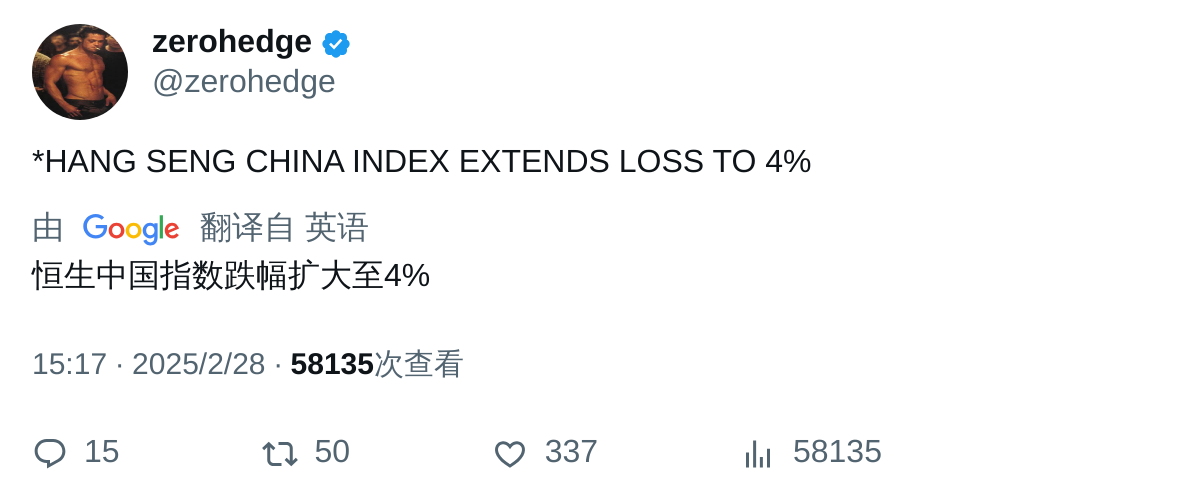 zerohedge
@zerohedge
*HANG SENG CHINA INDEX EXTENDS LOSS TO 4%
由 Google 翻译自 英语
恒生中国指数跌幅扩大至4%
15:17 · 2025/2/28 · 58135次查看
15 50 337 58135